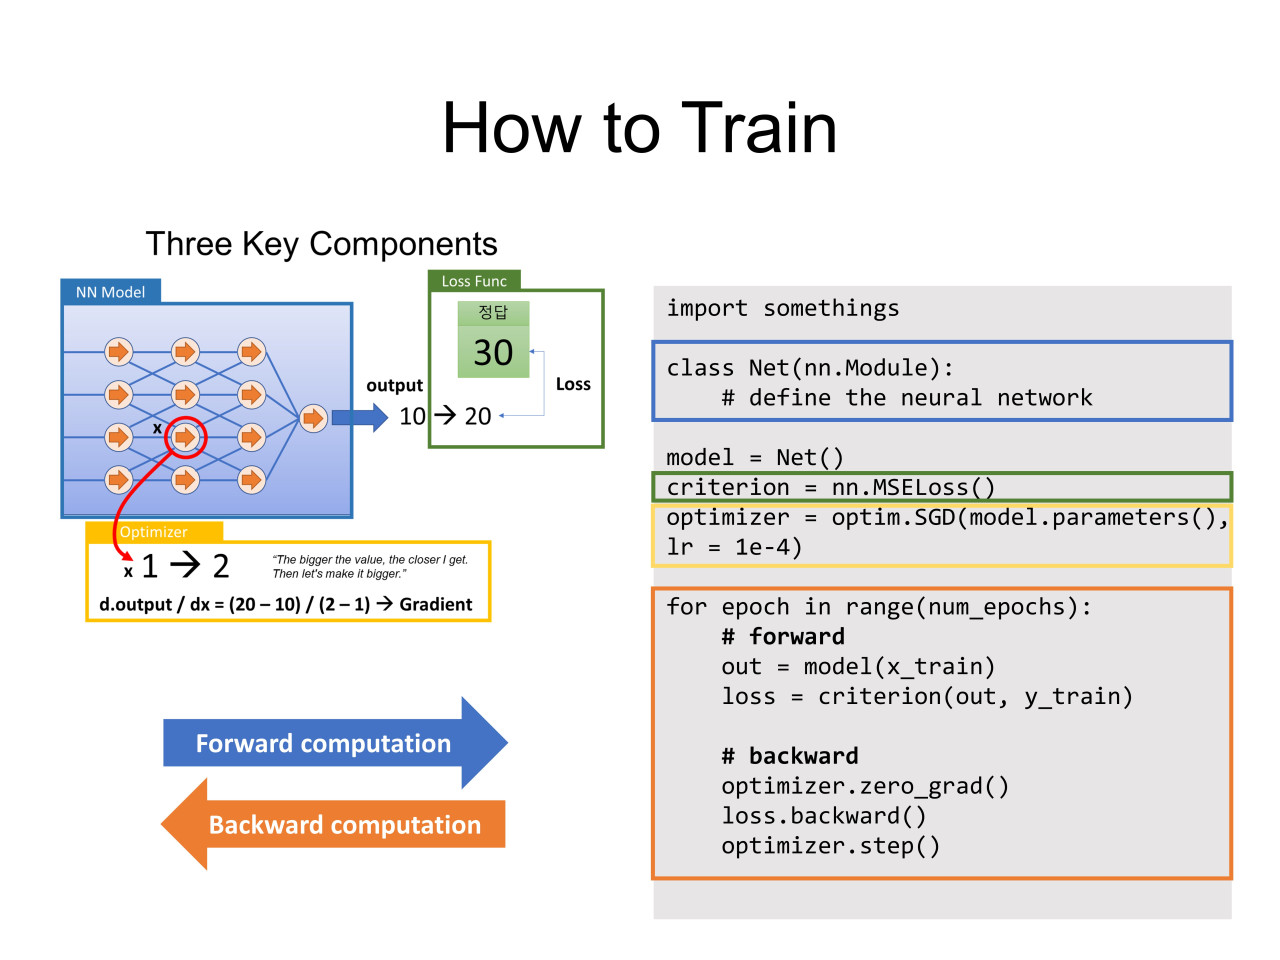 How to Train
Three Key Components
NN Model
Loss Func
정답
30
Loss
output
10 → 20
x
Optimizer
x 1 → 2
“The bigger the value, the closer I get.
Then let's make it bigger.”
d.output / dx = (20 – 10) / (2 – 1) → Gradient
Forward computation
Backward computation
import somethings
class Net(nn.Module):
    # define the neural network
model = Net()
criterion = nn.MSELoss()
optimizer = optim.SGD(model.parameters(),
lr = 1e-4)
for epoch in range(num_epochs):
    # forward
    out = model(x_train)
    loss = criterion(out, y_train)
    # backward
    optimizer.zero_grad()
    loss.backward()
    optimizer.step()